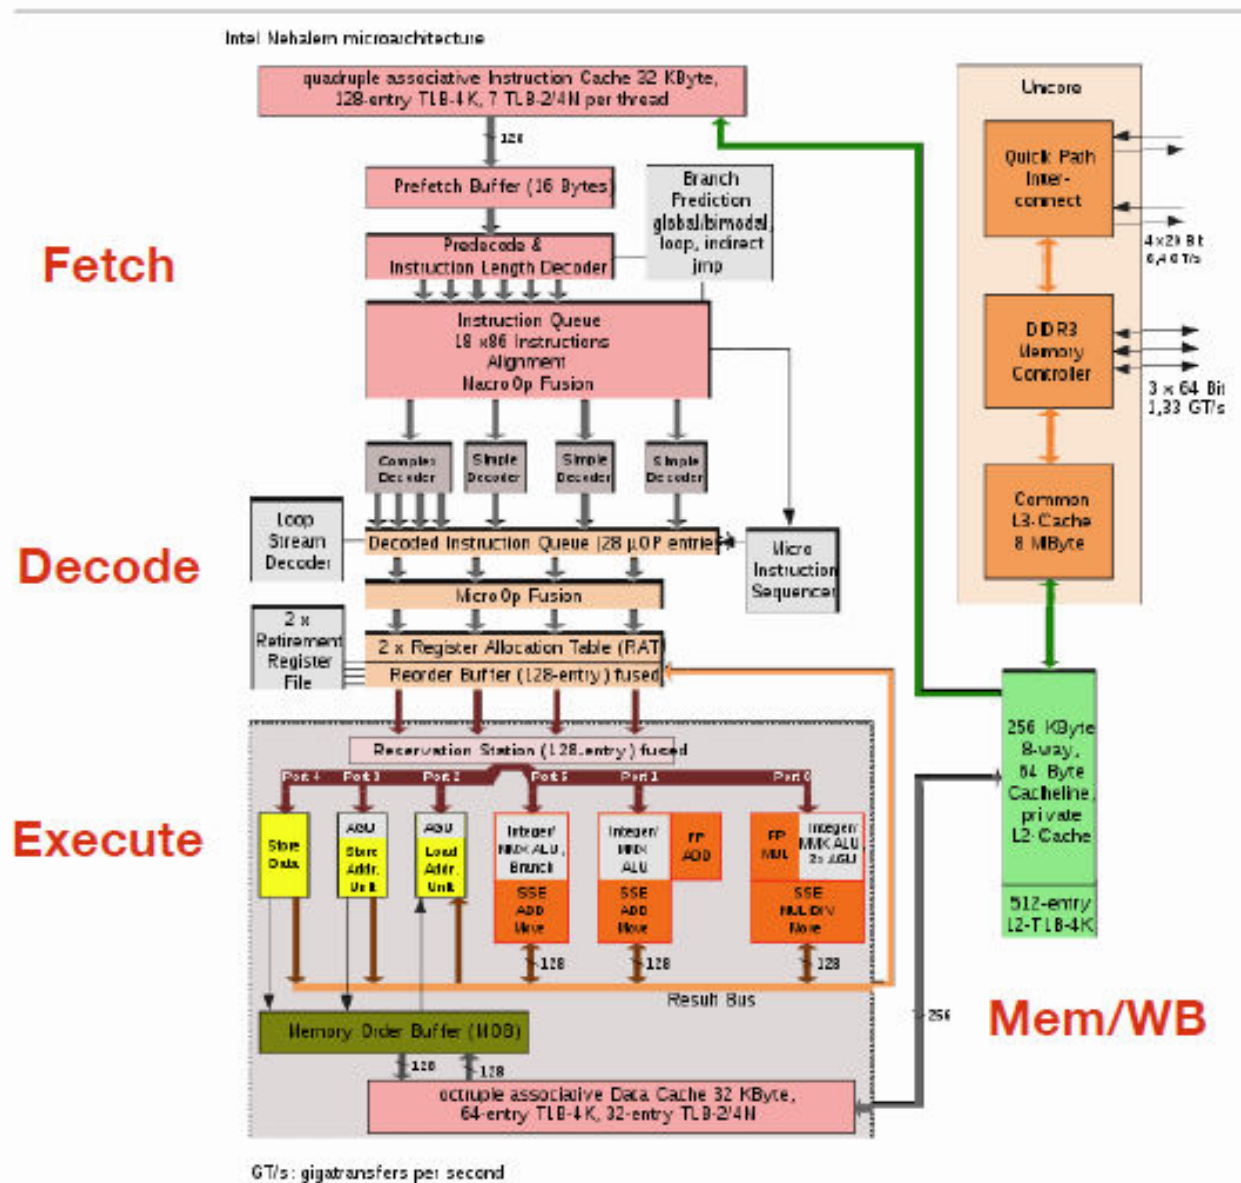 Intel Nehalem microarchitecture
quadruple associative Instruction Cache 32 KByte,
128-entry TLB-4K, 7 TLB-2/4M per thread
128
Prefetch Buffer (16 Bytes)
Branch
Prediction
global/bimodal,
loop, indirect
jmp
Predecode &
Instruction Length Decoder
Fetch
Instruction Queue
18 x86 Instructions
Alignment
MacroOp Fusion
Complex
Decoder
Simple
Decoder
Simple
Decoder
Simple
Decoder
Loop
Stream
Decoder
Decoded Instruction Queue (28 µOP entries
Decode
Micro
Instruction
Sequencer
MicroOp Fusion
2 x
Retirement
Register
File
2 x Register Allocation Table (RAT)
Reorder Buffer (128-entry) fused
Reservation Station (128-entry) fused
Port 4
Port 3
Port 2
Port 5
Port 1
Port 0
Execute
Store
Data
AGU
Store
Addr.
Unit
AGU
Load
Addr.
Unit
Integer/
MMX ALU,
Branch
SSE
ADD
Move
Integer/
MMX
ALU
FP
ADD
SSE
ADD
Move
FP
MUL
Integer/
MMX ALU,
2x AGU
SSE
MUL/DIV
Move
128
128
128
Result Bus
Memory Order Buffer (MOB)
128
128
octruple associative Data Cache 32 KByte,
64-entry TLB-4K, 32-entry TLB-2/4M
256
Uncore
Quick Path
Inter-
connect
4 x 20 Bit
6,4 GT/s
DDR3
Memory
Controller
3 x 64 Bit
1,33 GT/s
Common
L3-Cache
8 MByte
256 KByte
8-way,
64 Byte
Cacheline,
private
L2-Cache
512-entry
L2-TLB-4K
Mem/WB
GT/s: gigatransfers per second